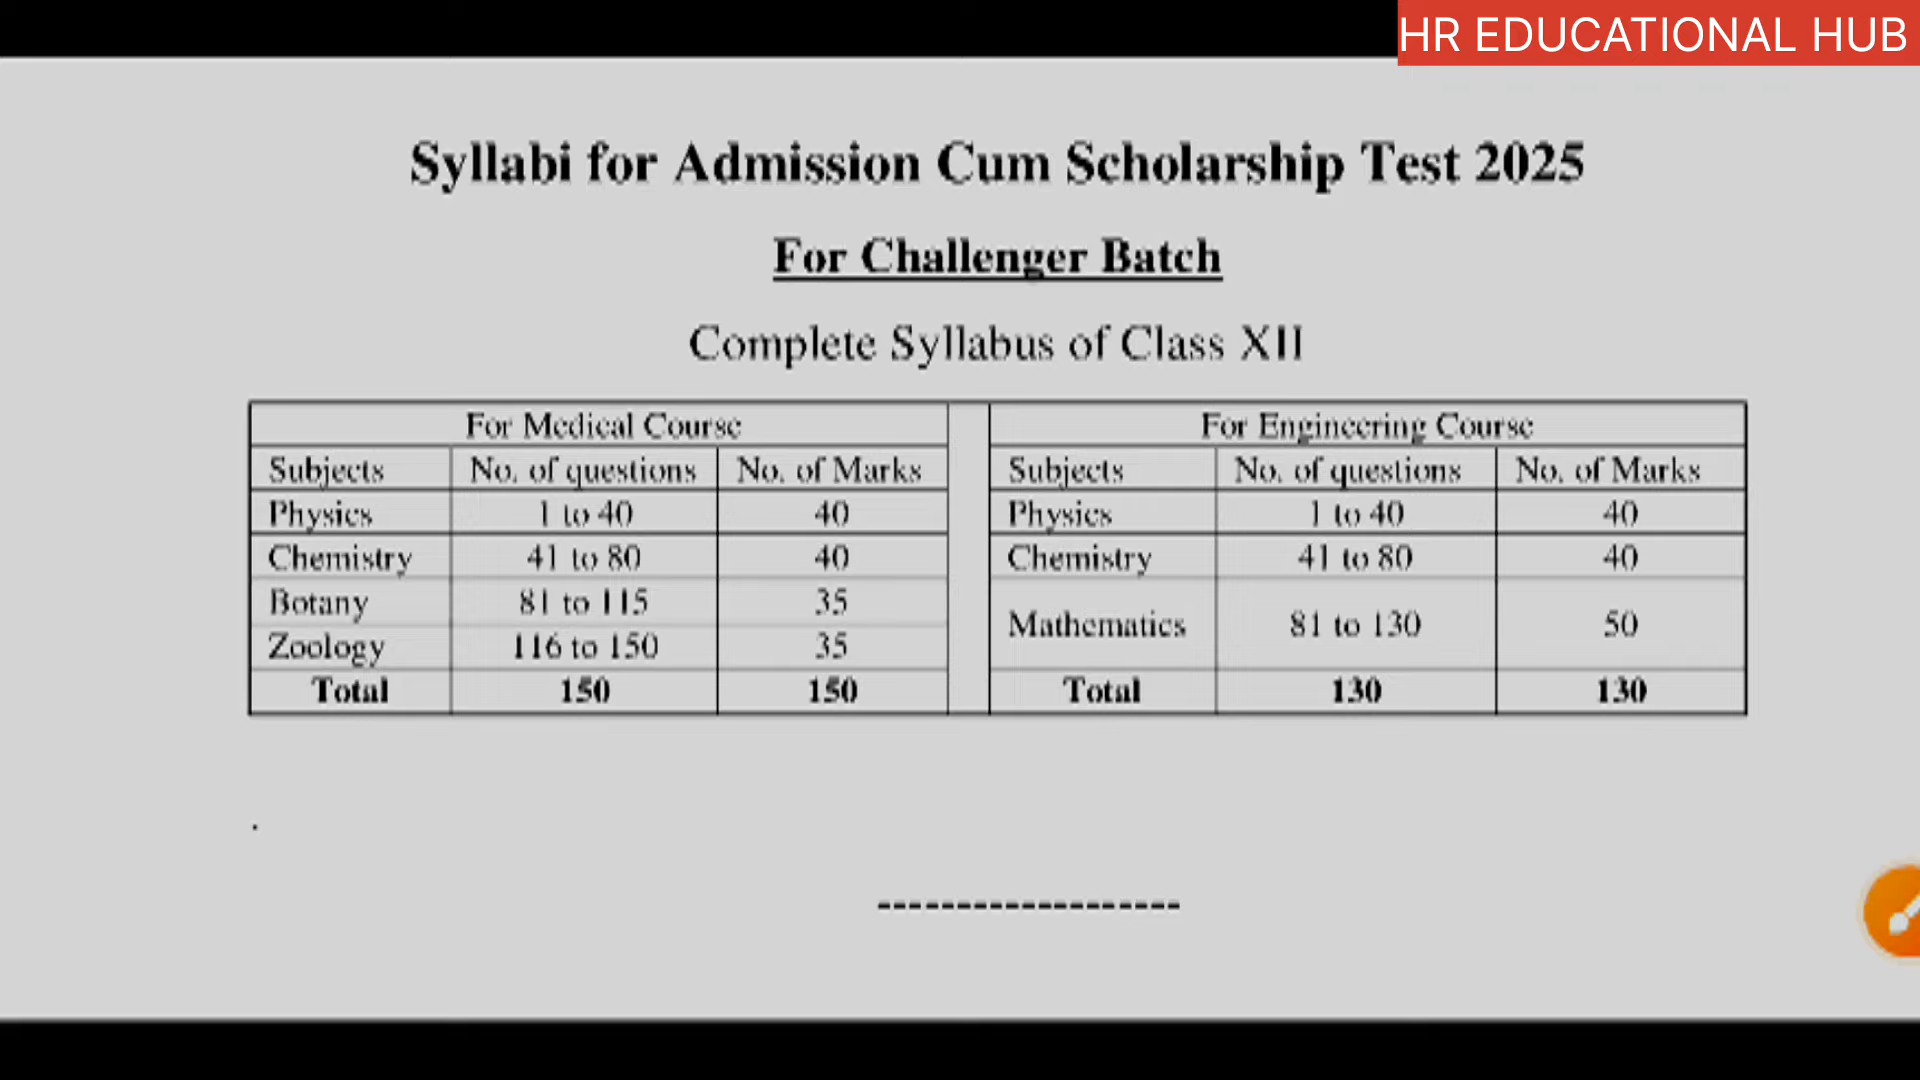 HR EDUCATIONAL HUB
Syllabi for Admission Cum Scholarship Test 2025
For Challenger Batch
Complete Syllabus of Class XII
For Medical Course For Engineering Course
Subjects No. of questions No. of Marks Subjects No. of questions No. of Marks
Physics 1 to 40 40 Physics 1 to 40 40
Chemistry 41 to 80 40 Chemistry 41 to 80 40
Botany 81 to 115 35
Mathematics 81 to 130 50
Zoology 116 to 150 35
Total 150 150 Total 130 130
.
-------------------